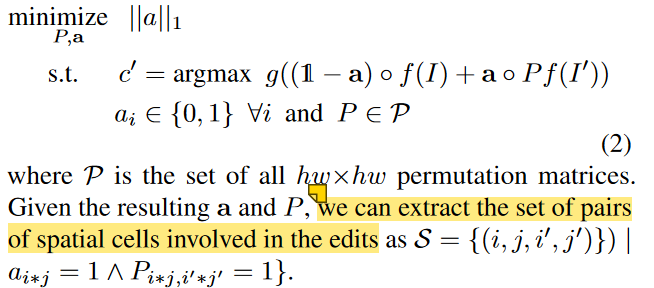 minimize ||a||₁
P,a
s.t. c′ = argmax g((𝟙 − a) ∘ f(I) + a ∘ Pf(I′))
aᵢ ∈ {0, 1} ∀i and P ∈ 𝒫
(2)
where 𝒫 is the set of all hw×hw permutation matrices.
Given the resulting a and P, we can extract the set of pairs
of spatial cells involved in the edits as 𝒮 = {(i, j, i′, j′)}) |
aᵢ∗ⱼ = 1 ∧ Pᵢ∗ⱼ,ᵢ′∗ⱼ′ = 1}.